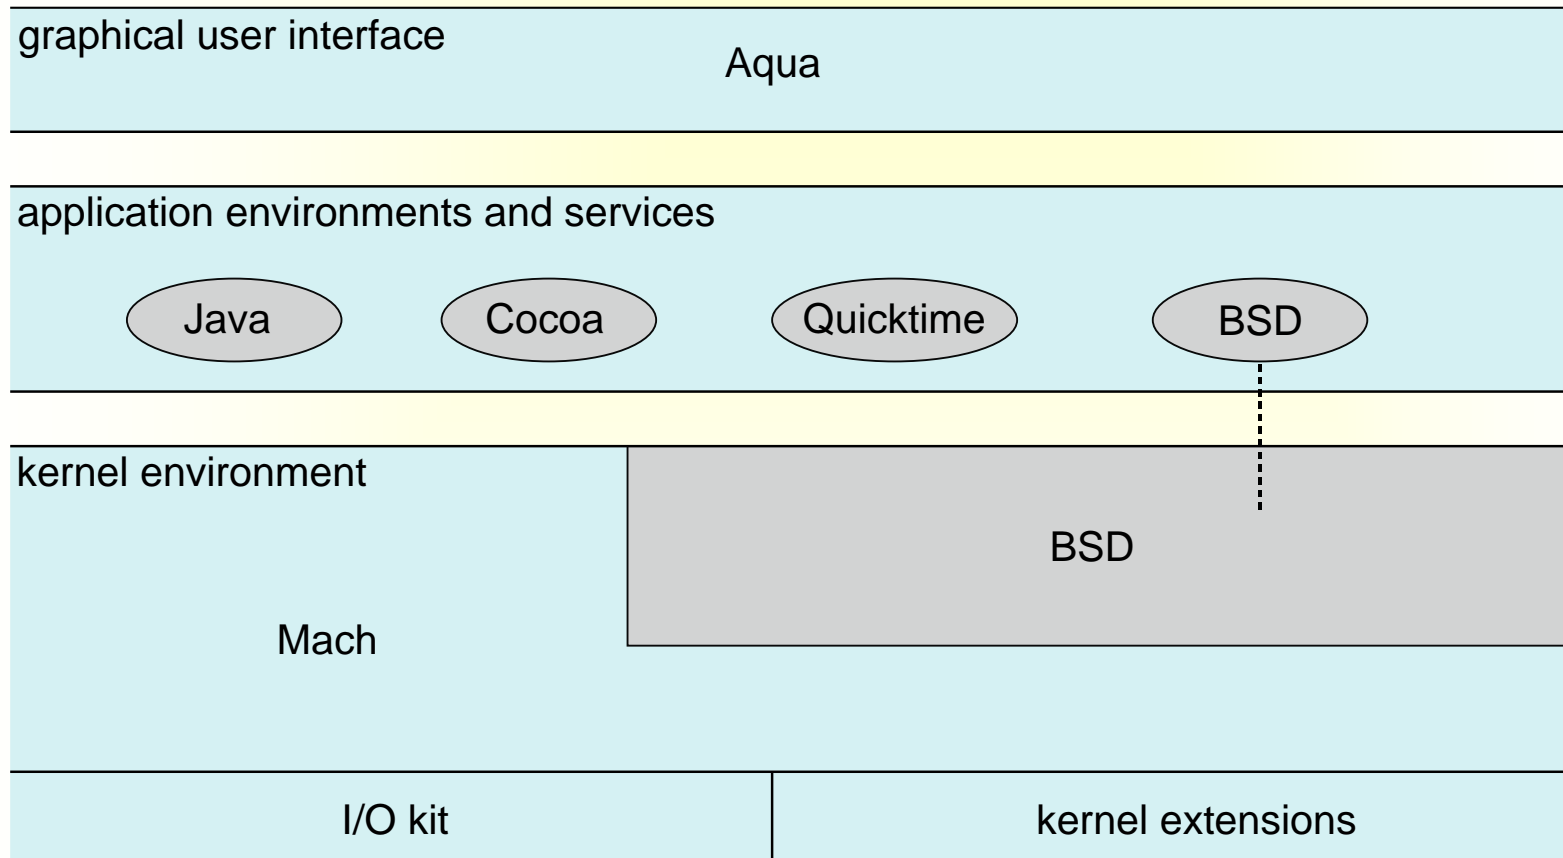 graphical user interface
Aqua
application environments and services
Java
Cocoa
Quicktime
BSD
kernel environment
BSD
Mach
I/O kit
kernel extensions